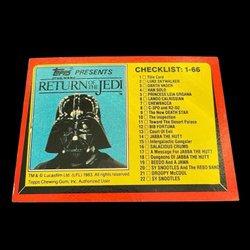 Topps PRESENTS
STAR WARS
RETURN OF THE JEDI
TM & © Lucasfilm Ltd. (LFL) 1983. All rights reserved.
Topps Chewing Gum, Inc. Authorized User
CHECKLIST: 1-66
1 Title Card
2 LUKE SKYWALKER
3 DARTH VADER
4 HAN SOLO
5 PRINCESS LEIA ORGANA
6 LANDO CALRISSIAN
7 CHEWBACCA
8 C-3PO and R2-D2
9 The New DEATH STAR
10 The Inspection
11 Toward the Desert Palace
12 BIB FORTUNA
13 Court of Evil
14 JABBA THE HUTT
15 Intergalactic Gangster
16 SALACIOUS CRUMB
17 A Message for JABBA THE HUTT
18 Dungeons of JABBA THE HUTT
19 BEEDO and A JAWA
20 SY SNOOTLES And The REBO BAND
21 DROOPY McCOOL
22 SY SNOOTLES